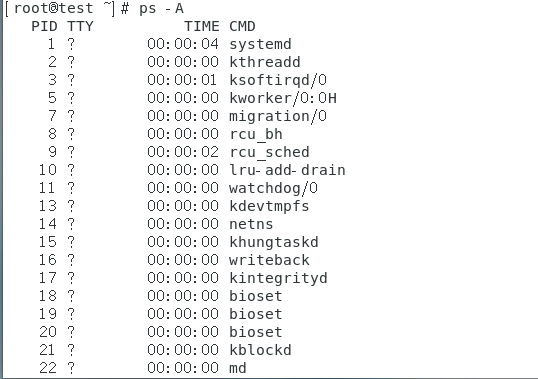 [root@test ~]# ps -A
PID TTY TIME CMD
1 ? 00:00:04 systemd
2 ? 00:00:00 kthreadd
3 ? 00:00:01 ksoftirqd/0
5 ? 00:00:00 kworker/0:0H
7 ? 00:00:00 migration/0
8 ? 00:00:00 rcu_bh
9 ? 00:00:02 rcu_sched
10 ? 00:00:00 lru-add-drain
11 ? 00:00:00 watchdog/0
13 ? 00:00:00 kdevtmpfs
14 ? 00:00:00 netns
15 ? 00:00:00 khungtaskd
16 ? 00:00:00 writeback
17 ? 00:00:00 kintegrityd
18 ? 00:00:00 bioset
19 ? 00:00:00 bioset
20 ? 00:00:00 bioset
21 ? 00:00:00 kblockd
22 ? 00:00:00 md